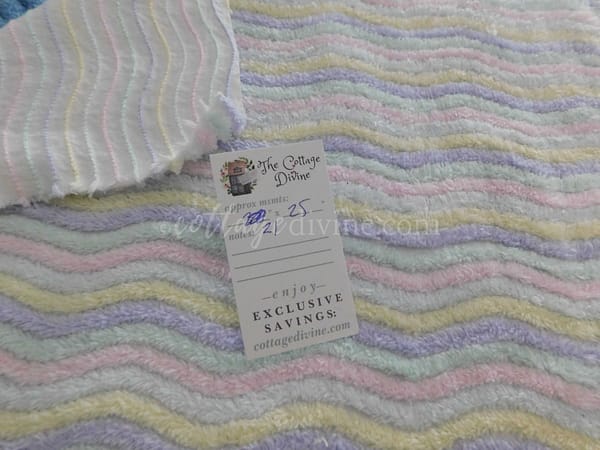 The Cottage
Divine
approx msmts:
x 25 "
notes: 21
—enjoy—
EXCLUSIVE
SAVINGS:
cottagedivine.com
©cottagedivine.com